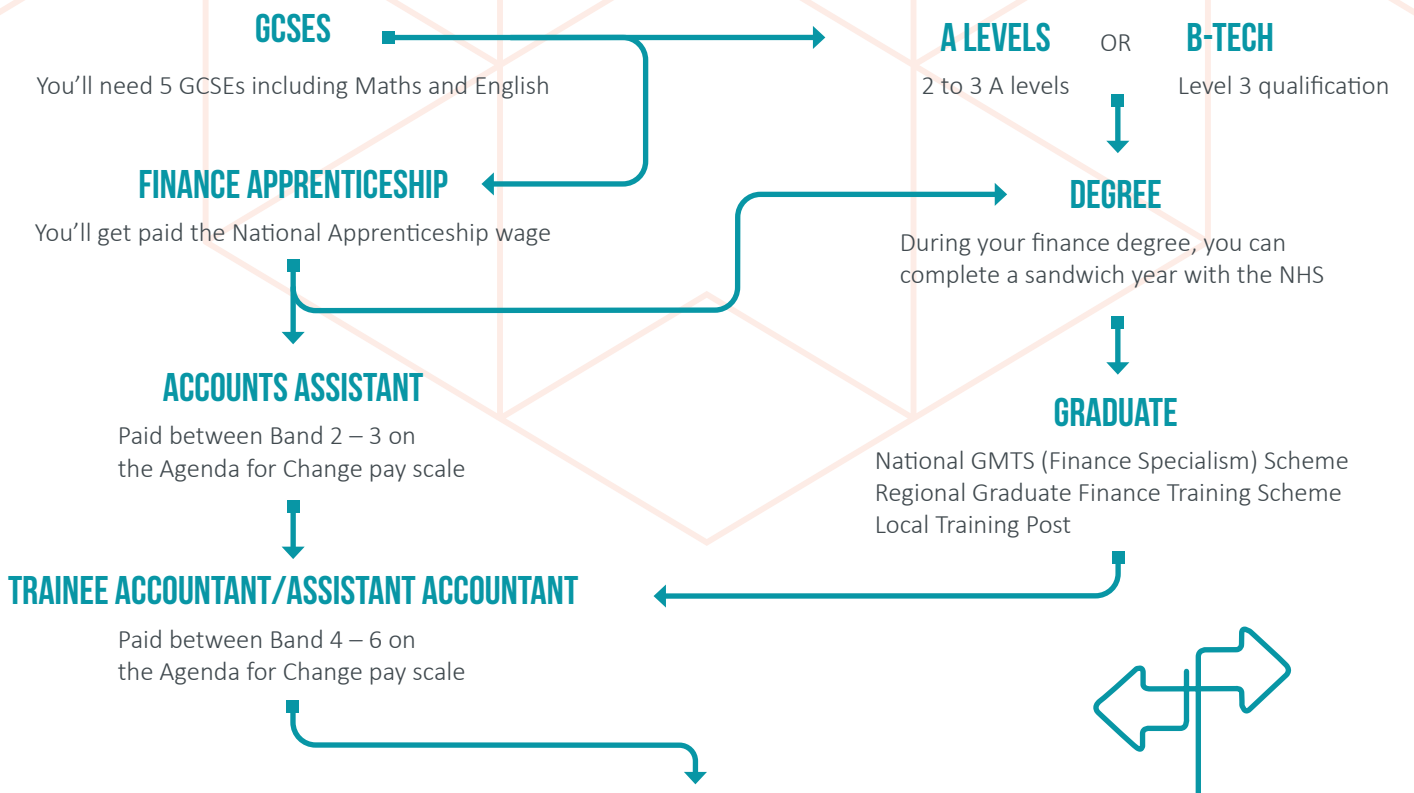 GCSES
You'll need 5 GCSEs including Maths and English
A LEVELS OR B-TECH
2 to 3 A levels
Level 3 qualification
FINANCE APPRENTICESHIP
You'll get paid the National Apprenticeship wage
DEGREE
During your finance degree, you can
complete a sandwich year with the NHS
ACCOUNTS ASSISTANT
Paid between Band 2 – 3 on
the Agenda for Change pay scale
GRADUATE
National GMTS (Finance Specialism) Scheme
Regional Graduate Finance Training Scheme
Local Training Post
TRAINEE ACCOUNTANT/ASSISTANT ACCOUNTANT
Paid between Band 4 – 6 on
the Agenda for Change pay scale